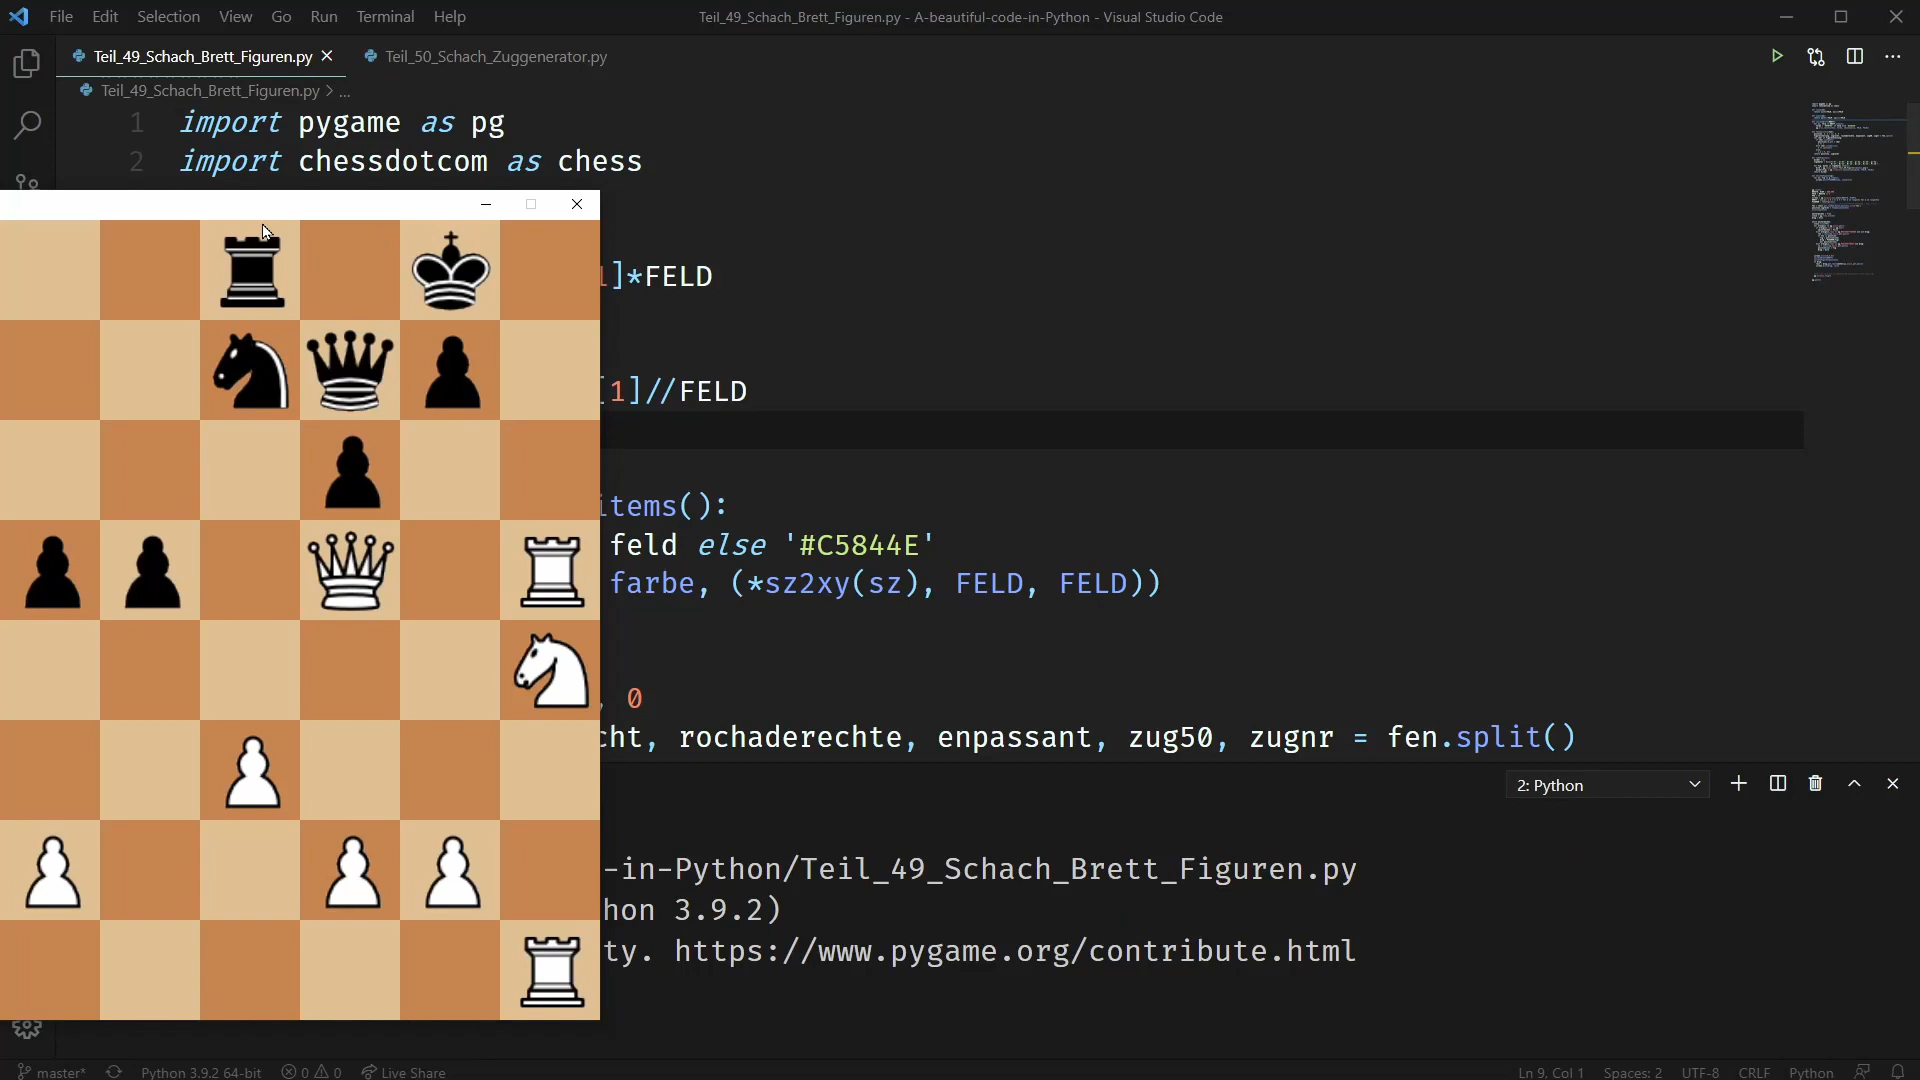 File Edit Selection View Go Run Terminal Help Teil_49_Schach_Brett_Figuren.py - A-beautiful-code-in-Python - Visual Studio Code
Teil_49_Schach_Brett_Figuren.py Teil_50_Schach_Zuggenerator.py
Teil_49_Schach_Brett_Figuren.py > ...
1 import pygame as pg
2 import chessdotcom as chess
]*FELD
[1]//FELD
items():
feld else '#C5844E'
farbe, (*sz2xy(sz), FELD, FELD))
, 0
cht, rochaderechte, enpassant, zug50, zugnr = fen.split()
2: Python
-in-Python/Teil_49_Schach_Brett_Figuren.py
hon 3.9.2)
ty. https://www.pygame.org/contribute.html
master* Python 3.9.2 64-bit 0 0 Live Share Ln 9, Col 1 Spaces: 2 UTF-8 CRLF Python